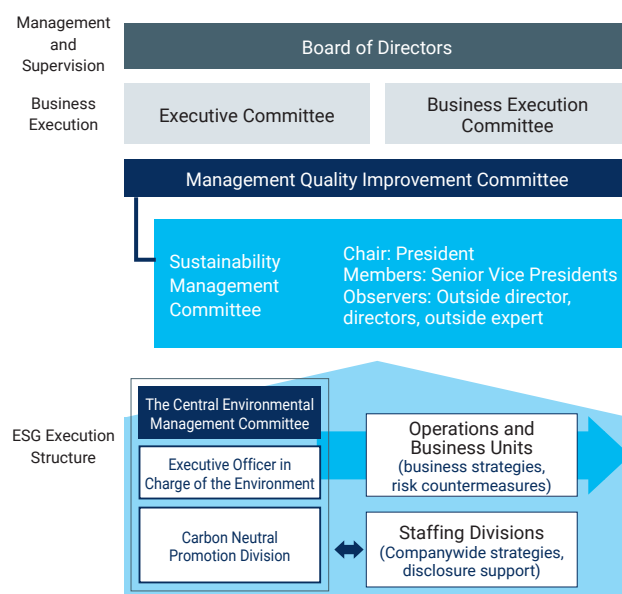 Management
and
Supervision
Board of Directors
Business
Execution
Executive Committee
Business Execution
Committee
Management Quality Improvement Committee
Sustainability
Management
Committee
Chair: President
Members: Senior Vice Presidents
Observers: Outside director,
directors, outside expert
ESG Execution
Structure
The Central Environmental
Management Committee
Executive Officer in
Charge of the Environment
Carbon Neutral
Promotion Division
Operations and
Business Units
(business strategies,
risk countermeasures)
Staffing Divisions
(Companywide strategies,
disclosure support)